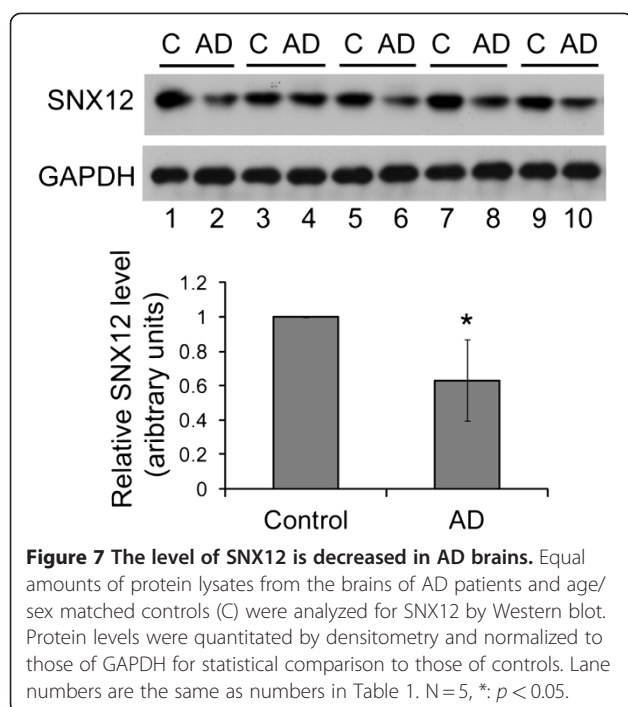 C AD C AD C AD C AD C AD
SNX12
GAPDH
1 2 3 4 5 6 7 8 9 10
Relative SNX12 level
(aribtrary units)
1.2
1
0.8
0.6
0.4
0.2
0
*
Control AD
Figure 7 The level of SNX12 is decreased in AD brains. Equal
amounts of protein lysates from the brains of AD patients and age/
sex matched controls (C) were analyzed for SNX12 by Western blot.
Protein levels were quantitated by densitometry and normalized to
those of GAPDH for statistical comparison to those of controls. Lane
numbers are the same as numbers in Table 1. N = 5, *: p < 0.05.